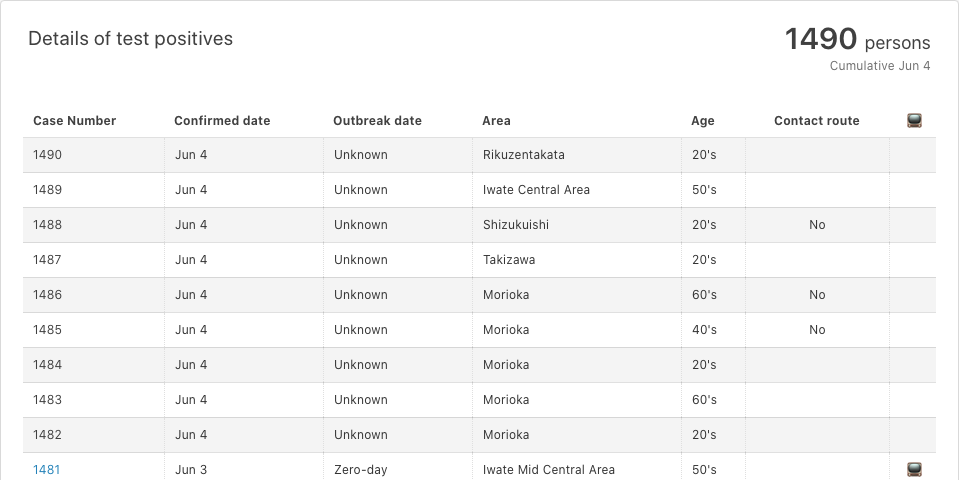 Details of test positives
1490 persons
Cumulative Jun 4
Case Number Confirmed date Outbreak date Area Age Contact route
1490 Jun 4 Unknown Rikuzentakata 20's
1489 Jun 4 Unknown Iwate Central Area 50's
1488 Jun 4 Unknown Shizukuishi 20's No
1487 Jun 4 Unknown Takizawa 20's
1486 Jun 4 Unknown Morioka 60's No
1485 Jun 4 Unknown Morioka 40's No
1484 Jun 4 Unknown Morioka 20's
1483 Jun 4 Unknown Morioka 60's
1482 Jun 4 Unknown Morioka 20's
1481 Jun 3 Zero-day Iwate Mid Central Area 50's